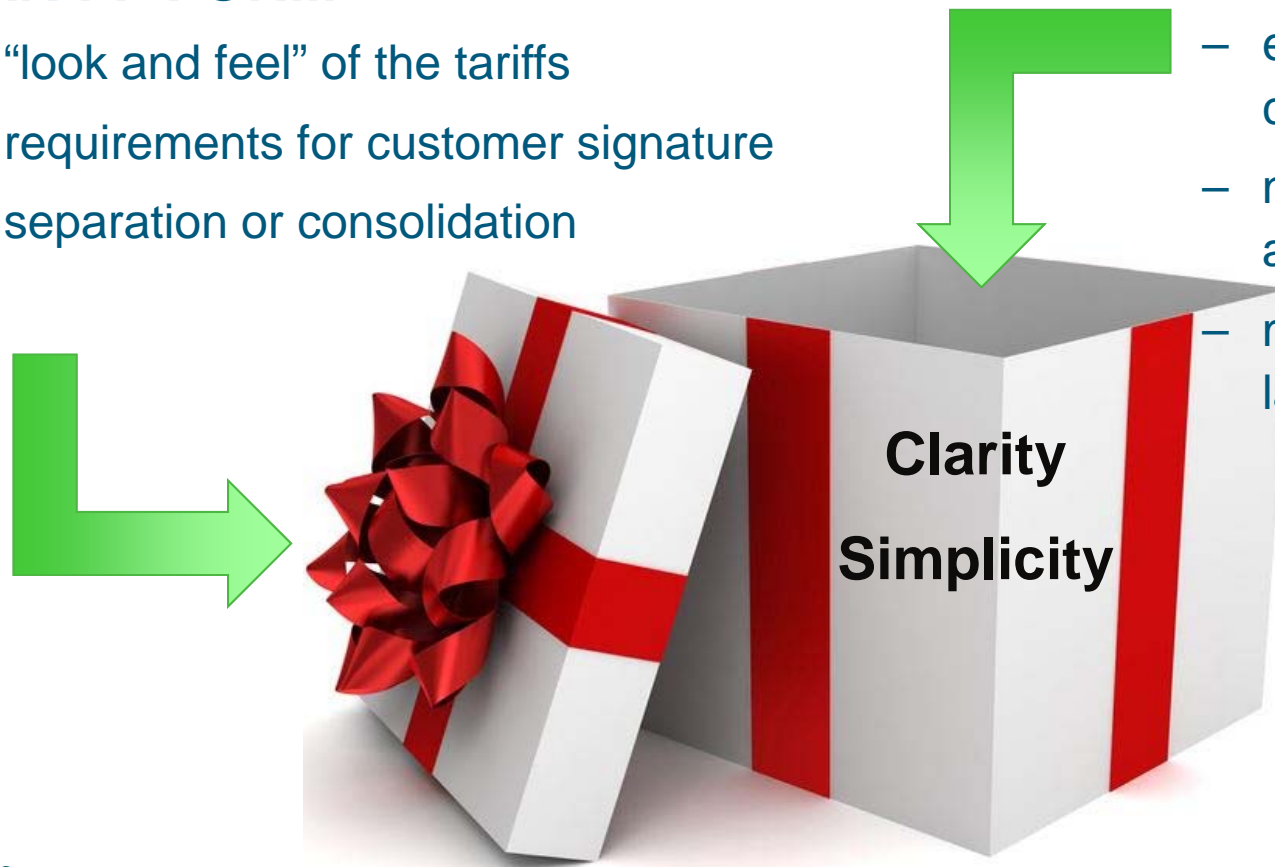 “look and feel” of the tariffs
requirements for customer signature
separation or consolidation
Clarity
Simplicity